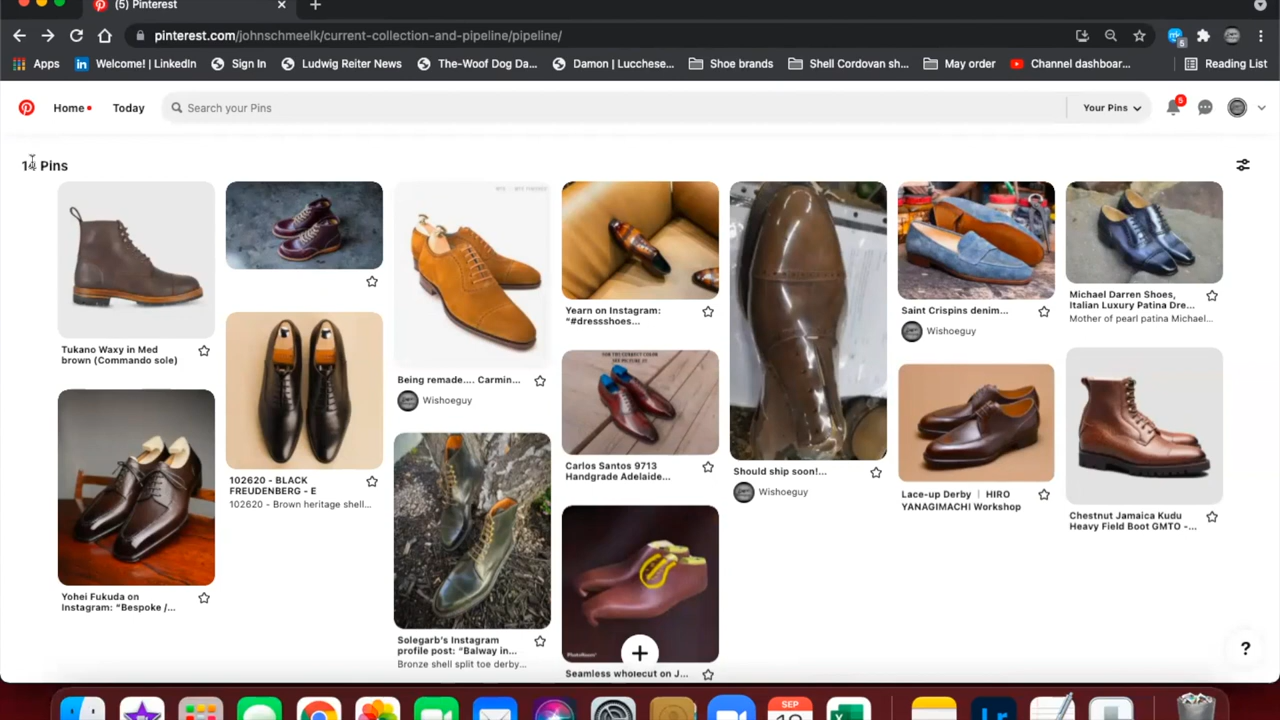 (5) Pinterest
pinterest.com/johnschmeelk/current-collection-and-pipeline/pipeline/
5
Apps
Welcome! | LinkedIn
Sign In
Ludwig Reiter News
The-Woof Dog Da...
Damon | Lucchese...
Shoe brands
Shell Cordovan sh...
May order
Channel dashboar...
Reading List
Home
Today
Search your Pins
Your Pins
5
Pins
Tukano Waxy in Med
brown (Commando sole)
Yohei Fukuda on
Instagram: "Bespoke /...
102620 - BLACK
FREUDENBERG - E
102620 - Brown heritage shell...
Being remade.... Carmin...
Wishoeguy
Solegarb's Instagram
profile post: "Balway in...
Bronze shell split toe derby...
Yearn on Instagram:
"#dressshoes...
Carlos Santos 9713
Handgrade Adelaide...
PhotoRoom
Seamless wholecut on J...
Should ship soon!...
Wishoeguy
Saint Crispins denim...
Wishoeguy
Lace-up Derby | HIRO
YANAGIMACHI Workshop
Michael Darren Shoes,
Italian Luxury Patina Dre...
Mother of pearl patina Michael...
Chestnut Jamaica Kudu
Heavy Field Boot GMTO -...
?
SEP